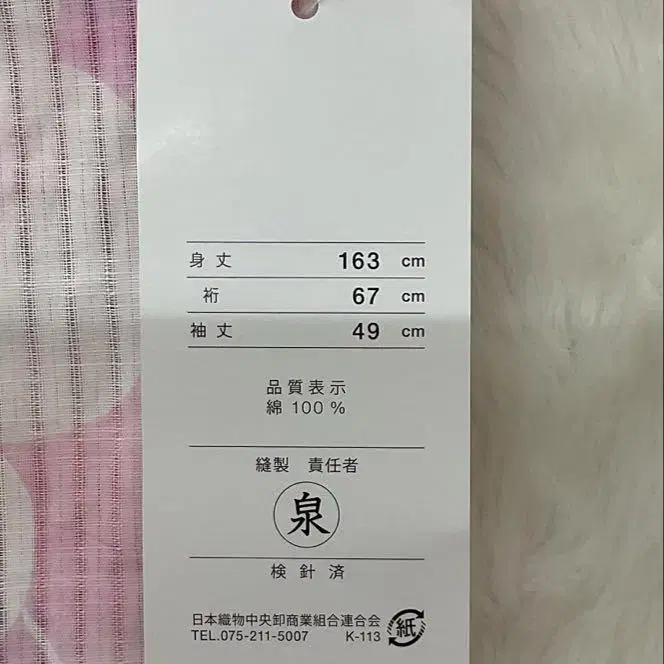 身丈 163 cm
裄 67 cm
袖丈 49 cm
品質表示
綿 100 %
縫製 責任者
泉
検針済
日本織物中央卸商業組合連合会
TEL.075-211-5007 K-113
紙